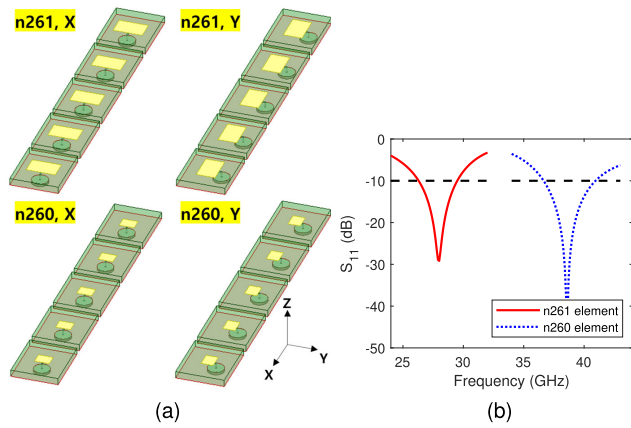 n261, X
n261, Y
n260, X
n260, Y
Z
Y
X
(a)
0
-10
-20
-30
-40
-50
S11 (dB)
n261 element
n260 element
25 30 35 40
Frequency (GHz)
(b)